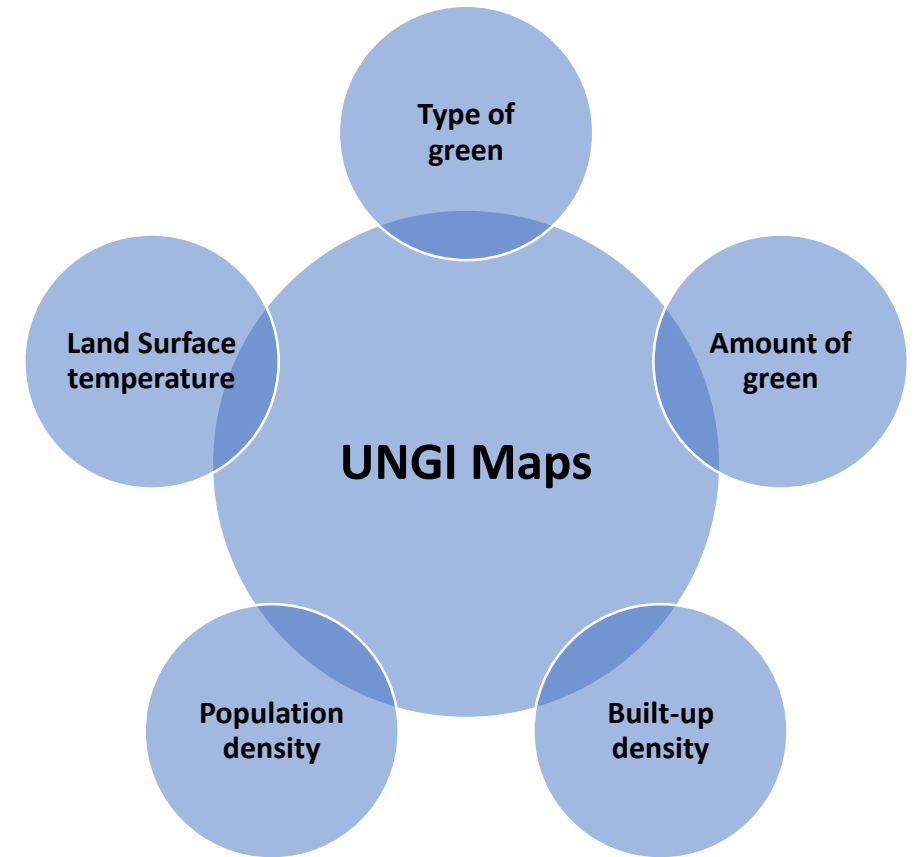 Type of
green
Land Surface
temperature
Amount of
green
UNGI Maps
Population
density
Built-up
density